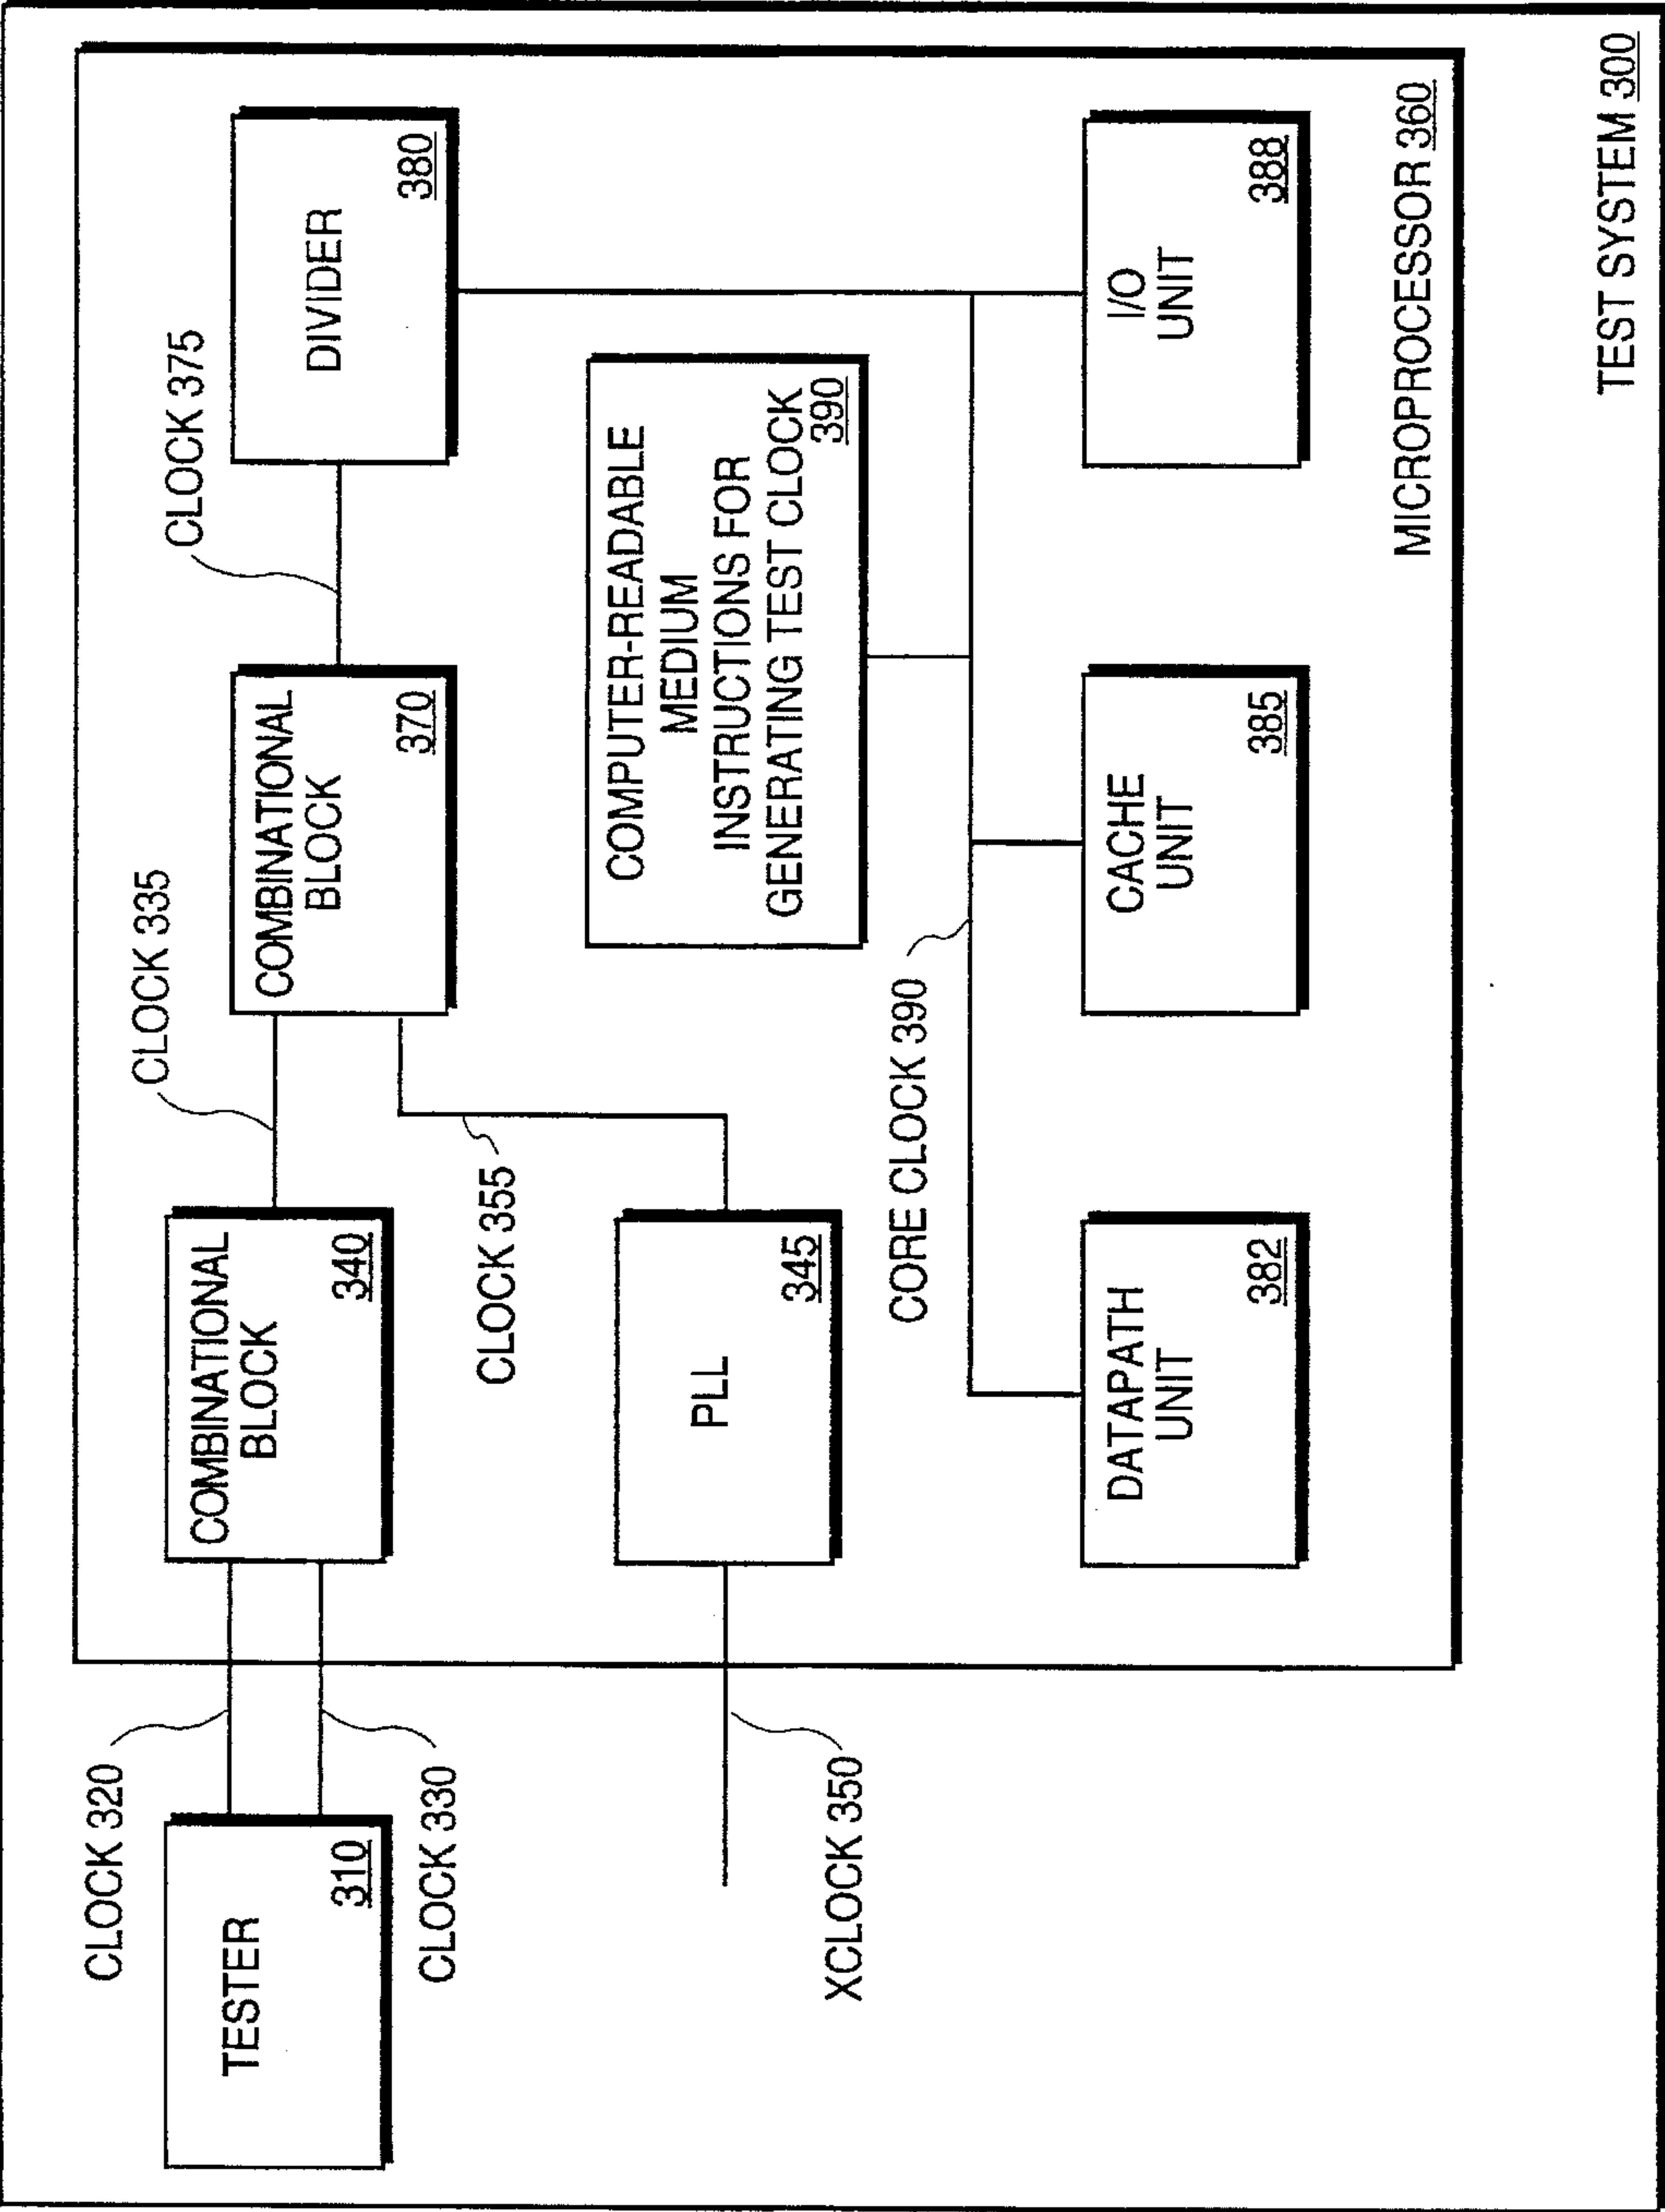 CLOCK 320
TESTER
310
CLOCK 330
XCLOCK 350
COMBINATIONAL
BLOCK
340
CLOCK 335
PLL
345
CLOCK 355
COMBINATIONAL
BLOCK
370
CLOCK 375
DIVIDER
380
COMPUTER-READABLE
MEDIUM
INSTRUCTIONS FOR
GENERATING TEST CLOCK
390
CORE CLOCK 390
DATAPATH
UNIT
382
CACHE
UNIT
385
I/O
UNIT
388
MICROPROCESSOR 360
TEST SYSTEM 300